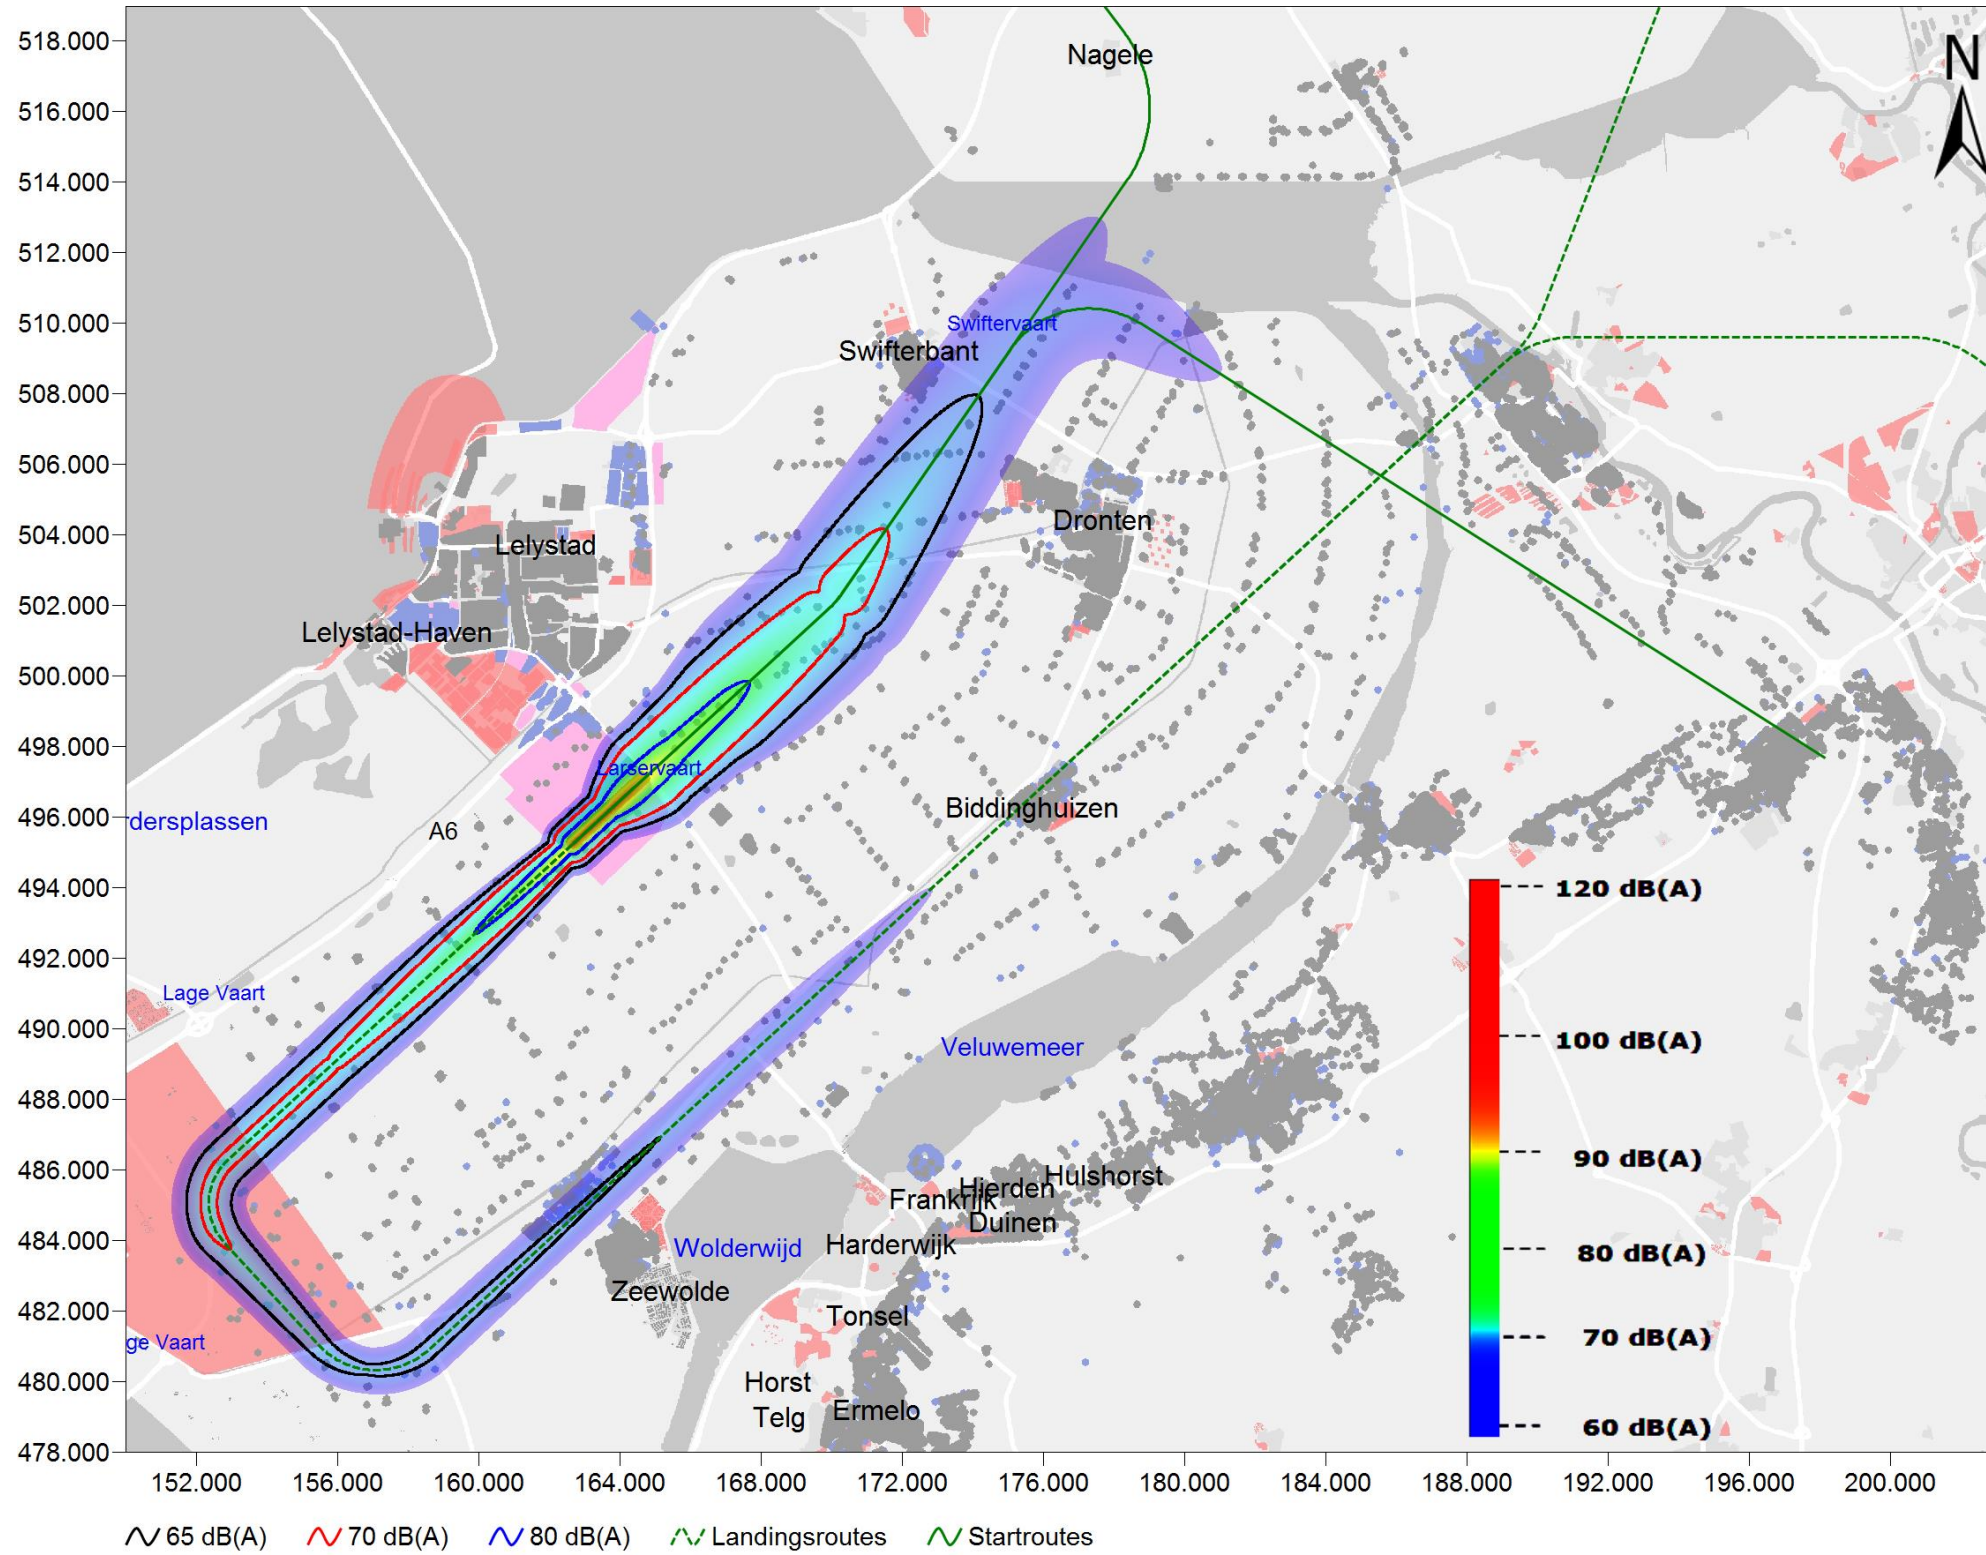 518.000
516.000
514.000
512.000
510.000
508.000
506.000
504.000
502.000
500.000
498.000
496.000
494.000
492.000
490.000
488.000
486.000
484.000
482.000
480.000
478.000
Nagele
N
Swiftervaart
Swifterbant
Dronten
Lelystad
Lelystad-Haven
Larservaart
Biddinghuizen
dersplassen
A6
Lage Vaart
Veluwemeer
Hulshorst
Hierden
Frankrijk
Duinen
Harderwijk
Wolderwijd
Zeewolde
Tonsel
ge Vaart
Horst
Telg
Ermelo
120 dB(A)
100 dB(A)
90 dB(A)
80 dB(A)
70 dB(A)
60 dB(A)
152.000 156.000 160.000 164.000 168.000 172.000 176.000 180.000 184.000 188.000 192.000 196.000 200.000
65 dB(A) 70 dB(A) 80 dB(A) Landingsroutes Startroutes